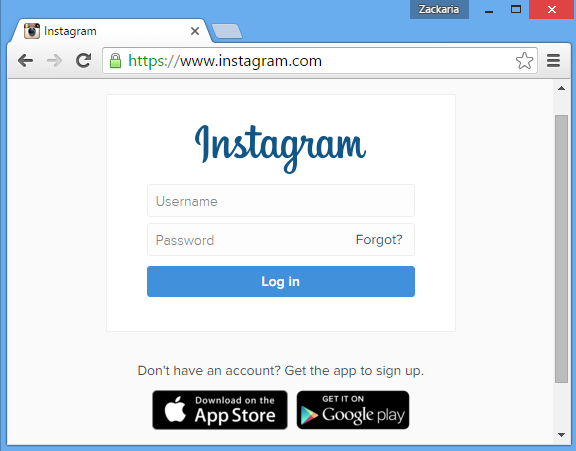 Zackaria
Instagram
https://www.instagram.com
Instagram
Username
Password Forgot?
Log in
Don't have an account? Get the app to sign up.
Download on the
App Store
GET IT ON
Google play